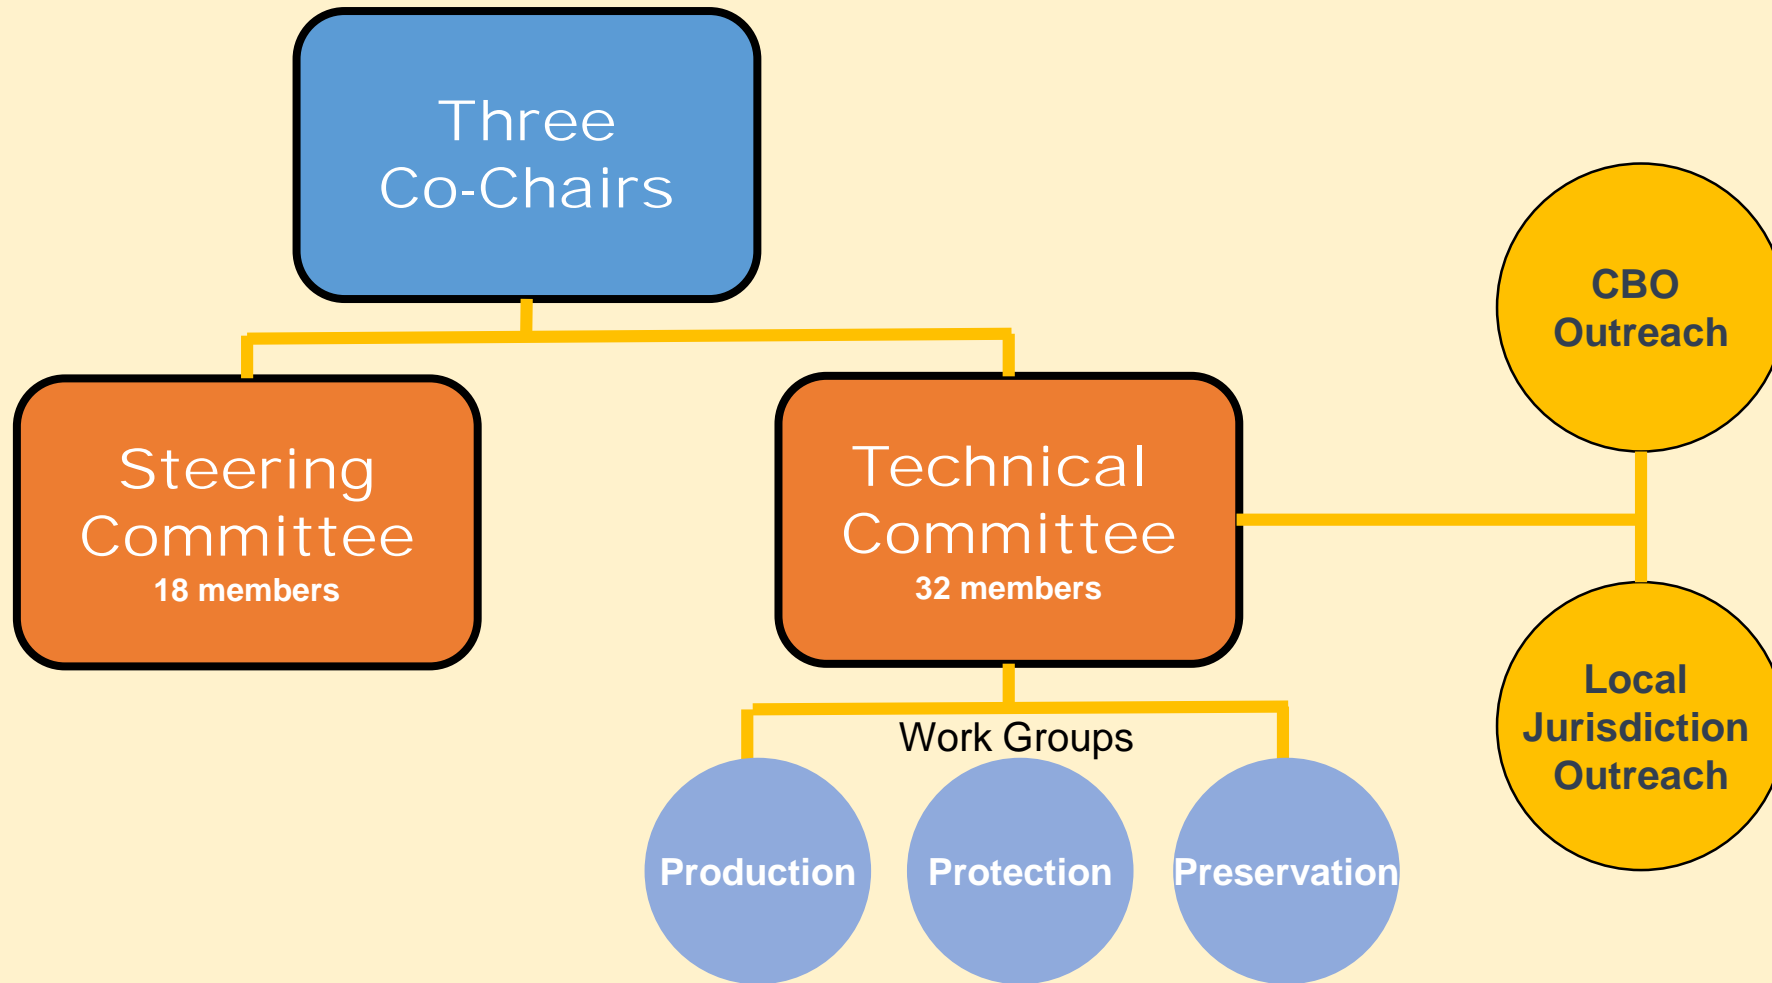 Three
Co-Chairs
Steering
Committee
18 members
Technical
Committee
32 members
CBO
Outreach
Local
Jurisdiction
Outreach
Work Groups
Production
Protection
Preservation